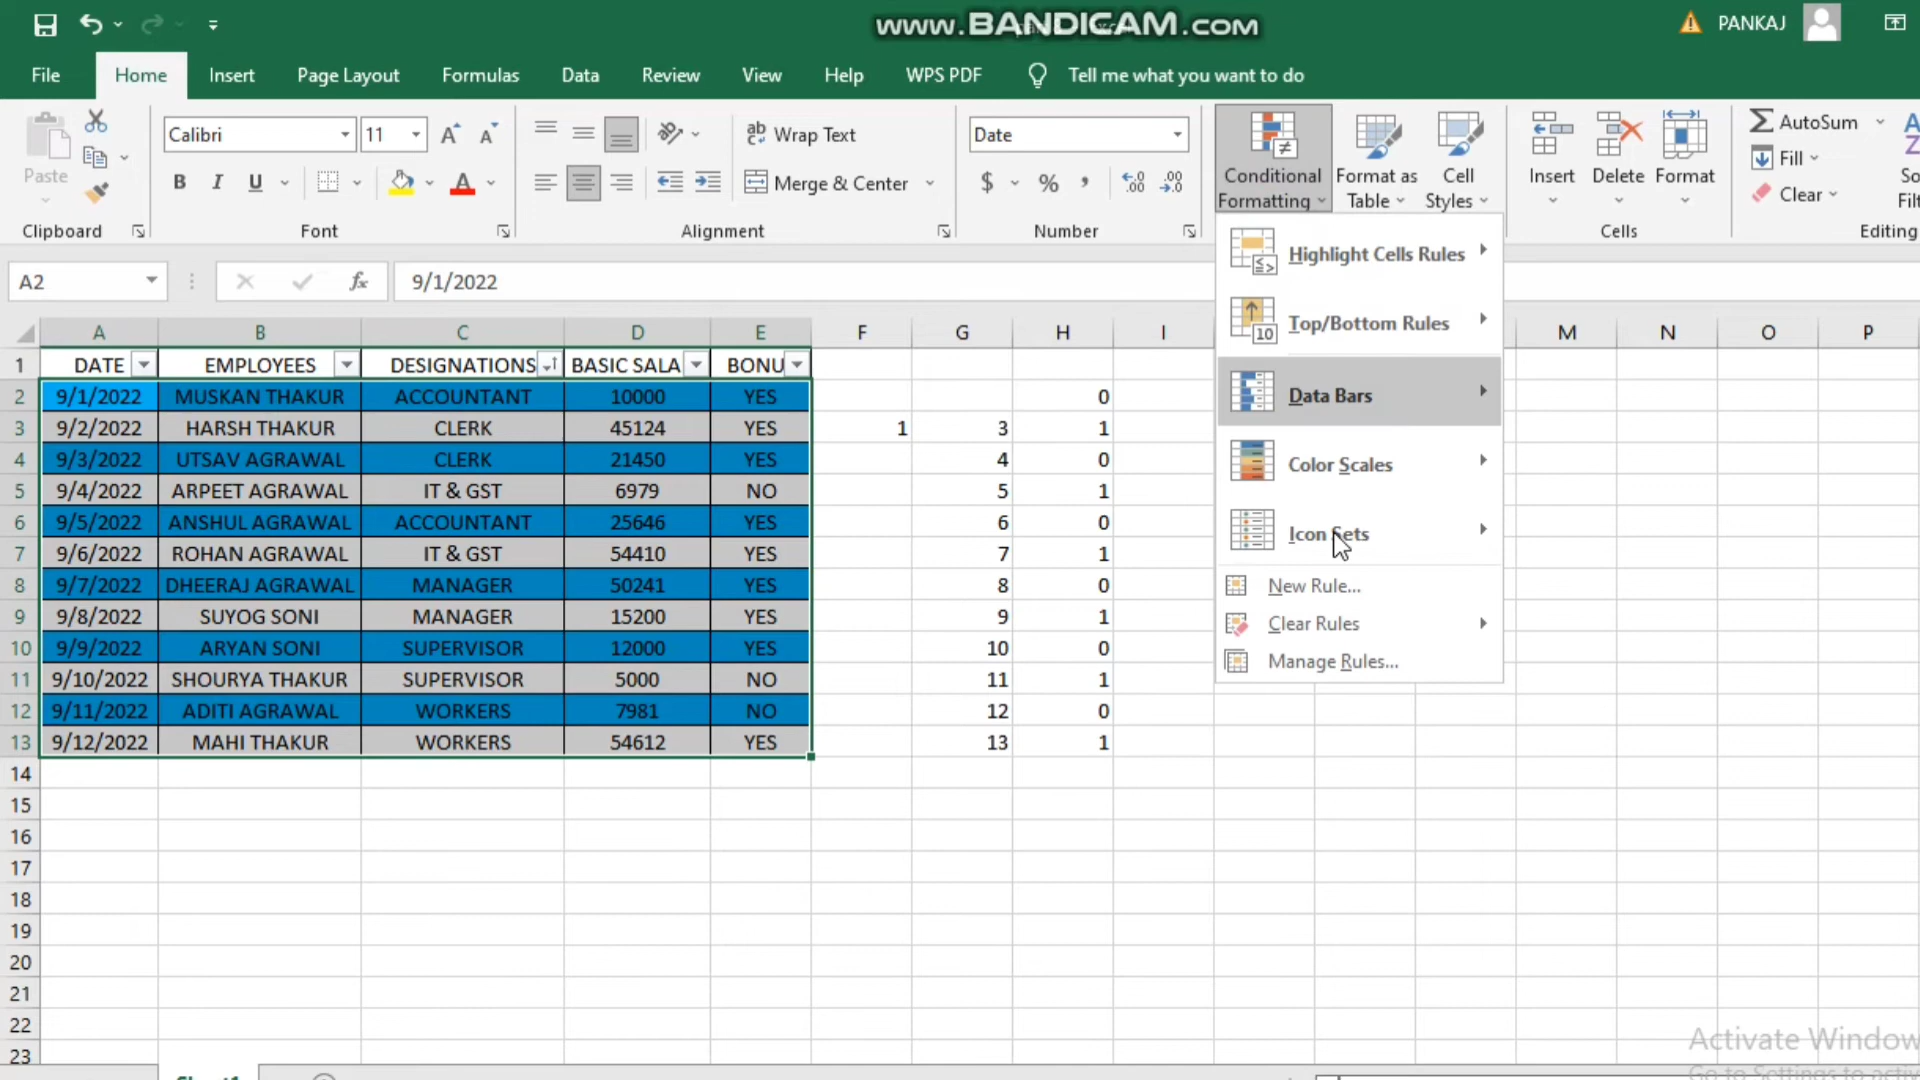 www.BANDICAM.com
PANKAJ
File Home Insert Page Layout Formulas Data Review View Help WPS PDF Tell me what you want to do
Paste
Clipboard
Calibri 11
B I U
Font
Wrap Text
Merge & Center
Alignment
Date
$ % ,
Number
Conditional Formatting
Format as Table
Cell Styles
Insert Delete Format
Cells
AutoSum
Fill
Clear
Editing
A2 fx 9/1/2022
A B C D E F G H I M N O P
1 DATE EMPLOYEES DESIGNATIONS BASIC SALA BONU
2 9/1/2022 MUSKAN THAKUR ACCOUNTANT 10000 YES 0
3 9/2/2022 HARSH THAKUR CLERK 45124 YES 1 3 1
4 9/3/2022 UTSAV AGRAWAL CLERK 21450 YES 4 0
5 9/4/2022 ARPEET AGRAWAL IT & GST 6979 NO 5 1
6 9/5/2022 ANSHUL AGRAWAL ACCOUNTANT 25646 YES 6 0
7 9/6/2022 ROHAN AGRAWAL IT & GST 54410 YES 7 1
8 9/7/2022 DHEERAJ AGRAWAL MANAGER 50241 YES 8 0
9 9/8/2022 SUYOG SONI MANAGER 15200 YES 9 1
10 9/9/2022 ARYAN SONI SUPERVISOR 12000 YES 10 0
11 9/10/2022 SHOURYA THAKUR SUPERVISOR 5000 NO 11 1
12 9/11/2022 ADITI AGRAWAL WORKERS 7981 NO 12 0
13 9/12/2022 MAHI THAKUR WORKERS 54612 YES 13 1
14
15
16
17
18
19
20
21
22
23
Highlight Cells Rules
Top/Bottom Rules
Data Bars
Color Scales
Icon Sets
New Rule...
Clear Rules
Manage Rules...
Activate Window